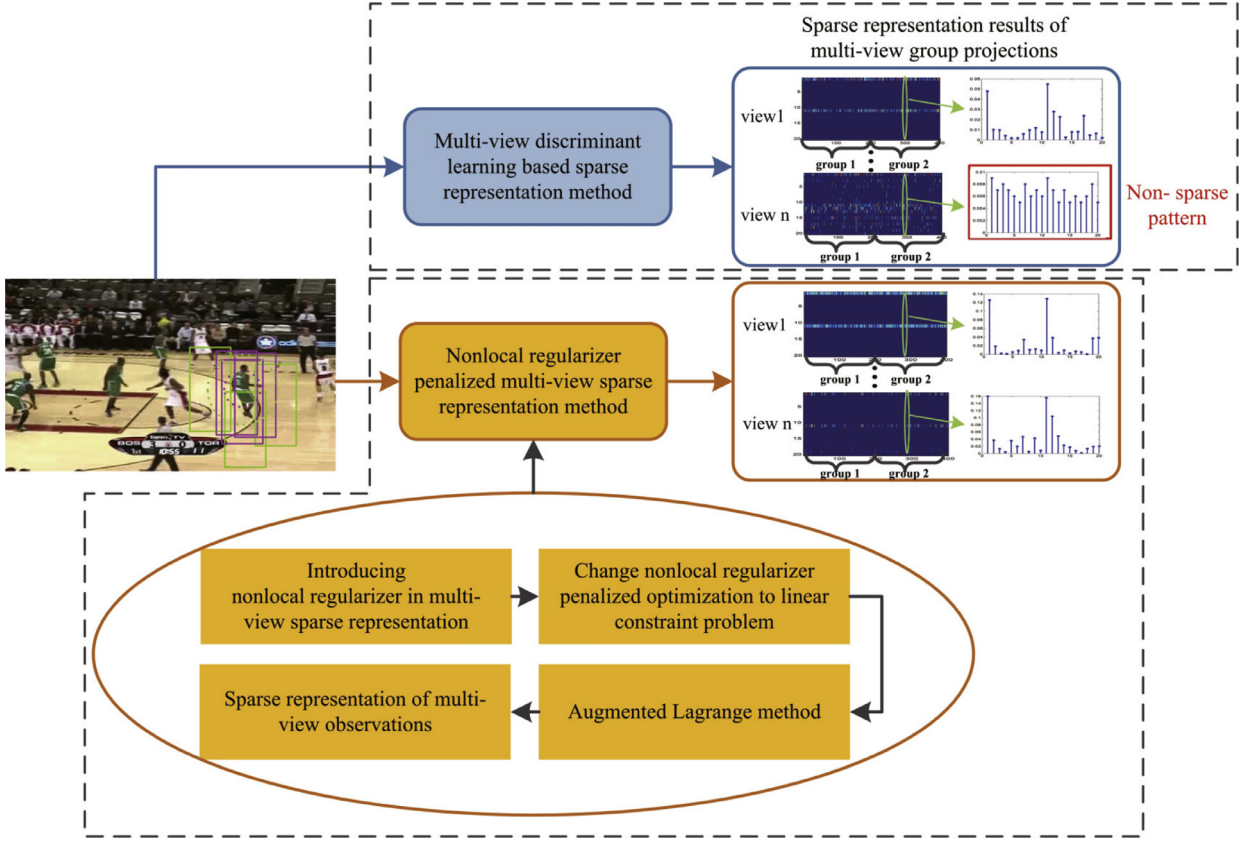 Sparse representation results of
multi-view group projections
Multi-view discriminant
learning based sparse
representation method
view1
group 1
group 2
view n
group 1
group 2
Non- sparse
pattern
Nonlocal regularizer
penalized multi-view sparse
representation method
view1
group 1
group 2
view n
group 1
group 2
BOS
TOR
1st
10:55
Introducing
nonlocal regularizer in multi-
view sparse representation
Change nonlocal regularizer
penalized optimization to linear
constraint problem
Sparse representation of multi-
view observations
Augmented Lagrange method